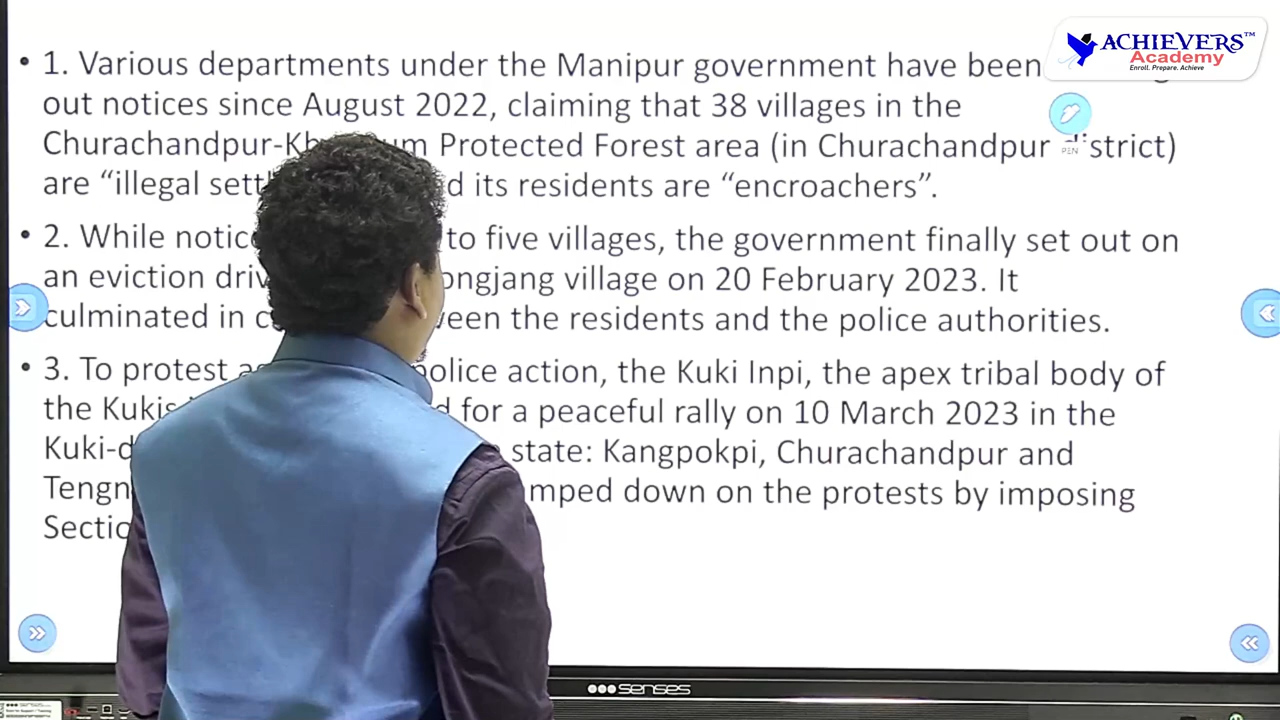 ACHIEVERS™
Academy
Enroll. Prepare. Achieve
• 1. Various departments under the Manipur government have been
out notices since August 2022, claiming that 38 villages in the
Churachandpur-Kh um Protected Forest area (in Churachandpur district)
are “illegal sett d its residents are “encroachers”.
• 2. While notic to five villages, the government finally set out on
an eviction driv ongjang village on 20 February 2023. It
culminated in c een the residents and the police authorities.
• 3. To protest a police action, the Kuki Inpi, the apex tribal body of
the Kukis d for a peaceful rally on 10 March 2023 in the
Kuki-d state: Kangpokpi, Churachandpur and
Tengn mped down on the protests by imposing
Sectio
PEN
senses